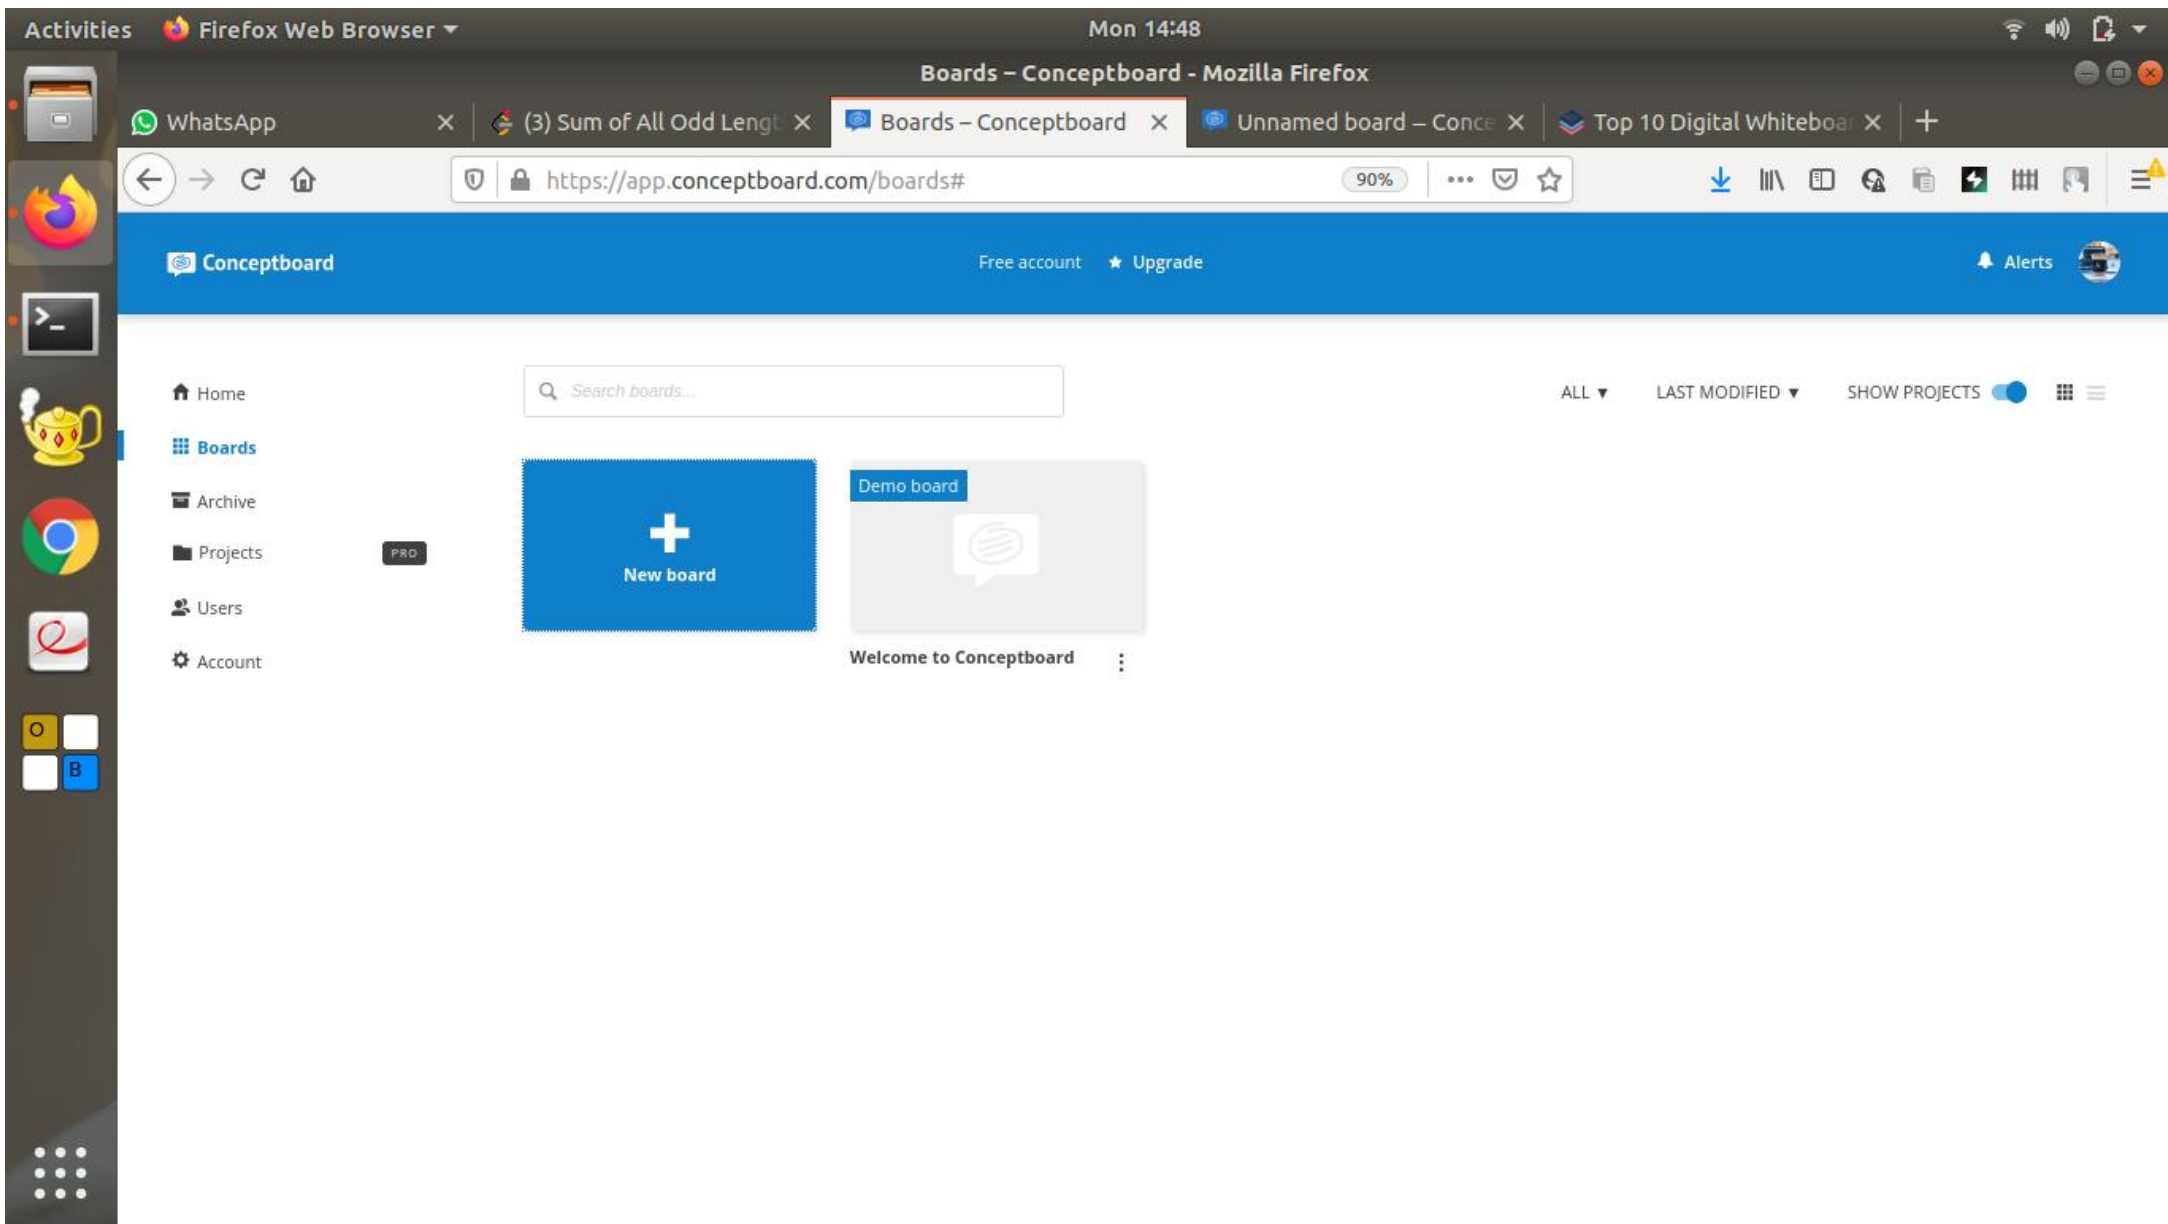 Activities Firefox Web Browser Mon 14:48
Boards – Conceptboard - Mozilla Firefox
WhatsApp (3) Sum of All Odd Lengt Boards – Conceptboard Unnamed board – Conce Top 10 Digital Whiteboa
https://app.conceptboard.com/boards# 90%
Conceptboard Free account Upgrade Alerts
Home Search boards... ALL LAST MODIFIED SHOW PROJECTS
Boards
Demo board
Archive
Projects PRO
New board
Users
Account
Welcome to Conceptboard
O
B